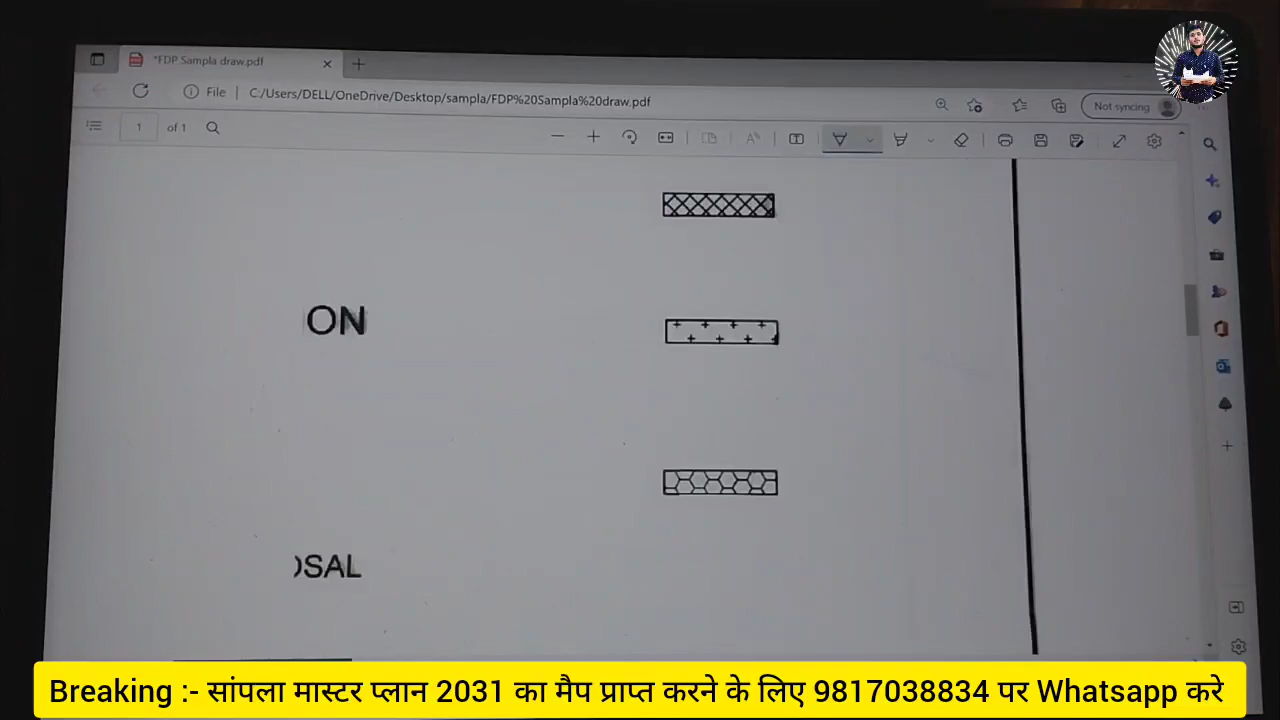 *FDP Sampla draw.pdf
File | C:/Users/DELL/OneDrive/Desktop/sampla/FDP%20Sampla%20draw.pdf
Not syncing
1 of 1
ON
OSAL
Breaking :- सांपला मास्टर प्लान 2031 का मैप प्राप्त करने के लिए 9817038834 पर Whatsapp करे